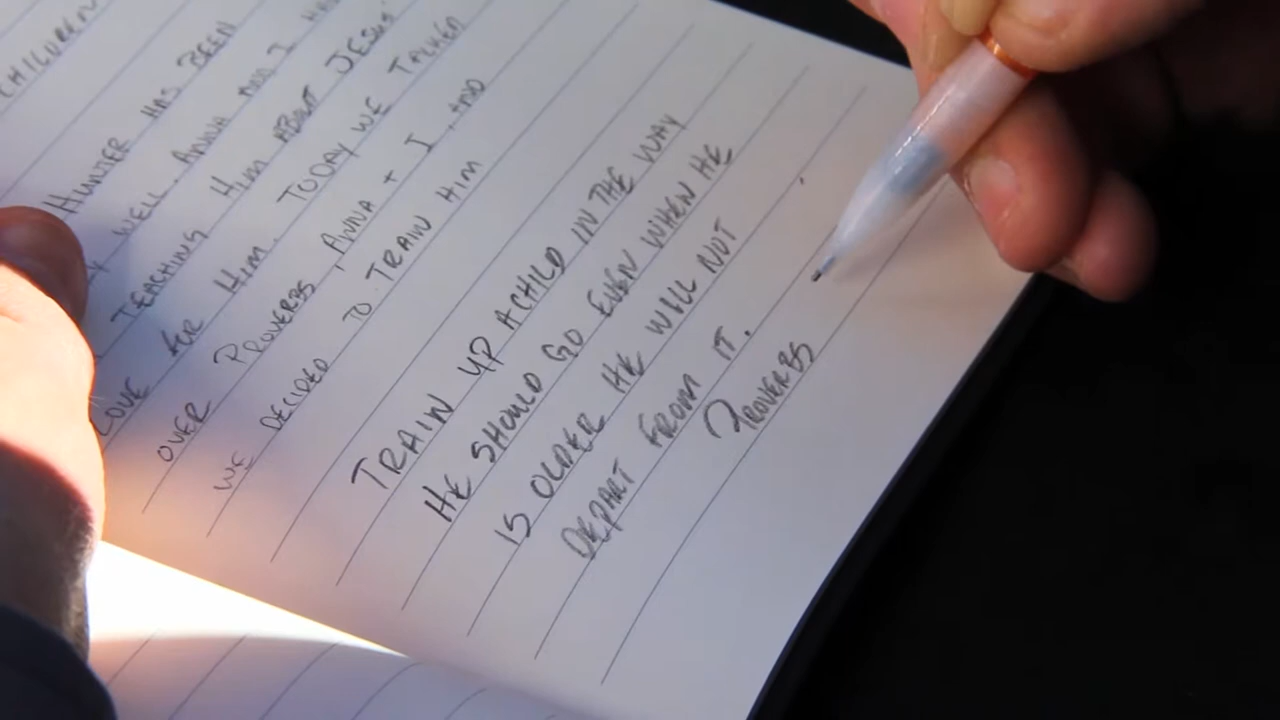 CHILDREN
HUNTER HAS BEEN
WELL. ANNA AND I
TEACHING HIM ABOUT JESUS'
LOVE FOR HIM. TODAY WE TALKED
OVER PROVERBS, ANNA + I, AND
WE DECIDED TO TRAIN HIM
TRAIN UP A CHILD IN THE WAY
HE SHOULD GO EVEN WHEN HE
IS OLDER HE WILL NOT
DEPART FROM IT.
PROVERBS